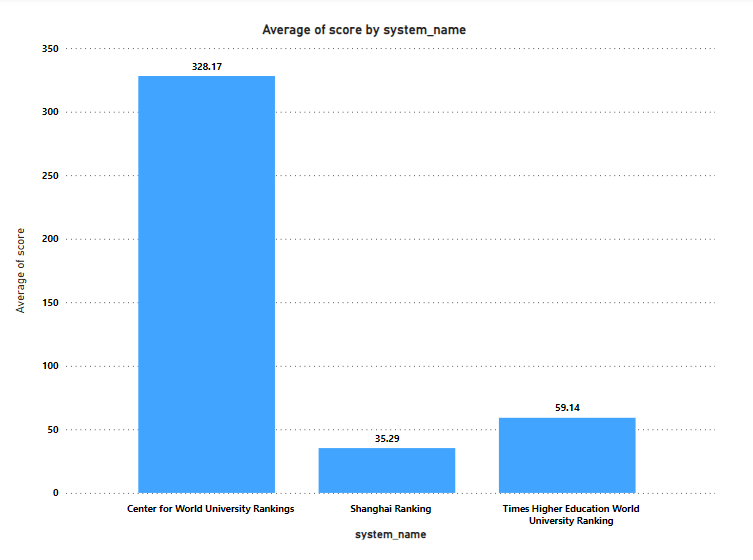 Average of score by system_name
350
328.17
300
250
200
Average of score
150
100
59.14
50
35.29
0
Center for World University Rankings
Shanghai Ranking
Times Higher Education World
University Ranking
system_name